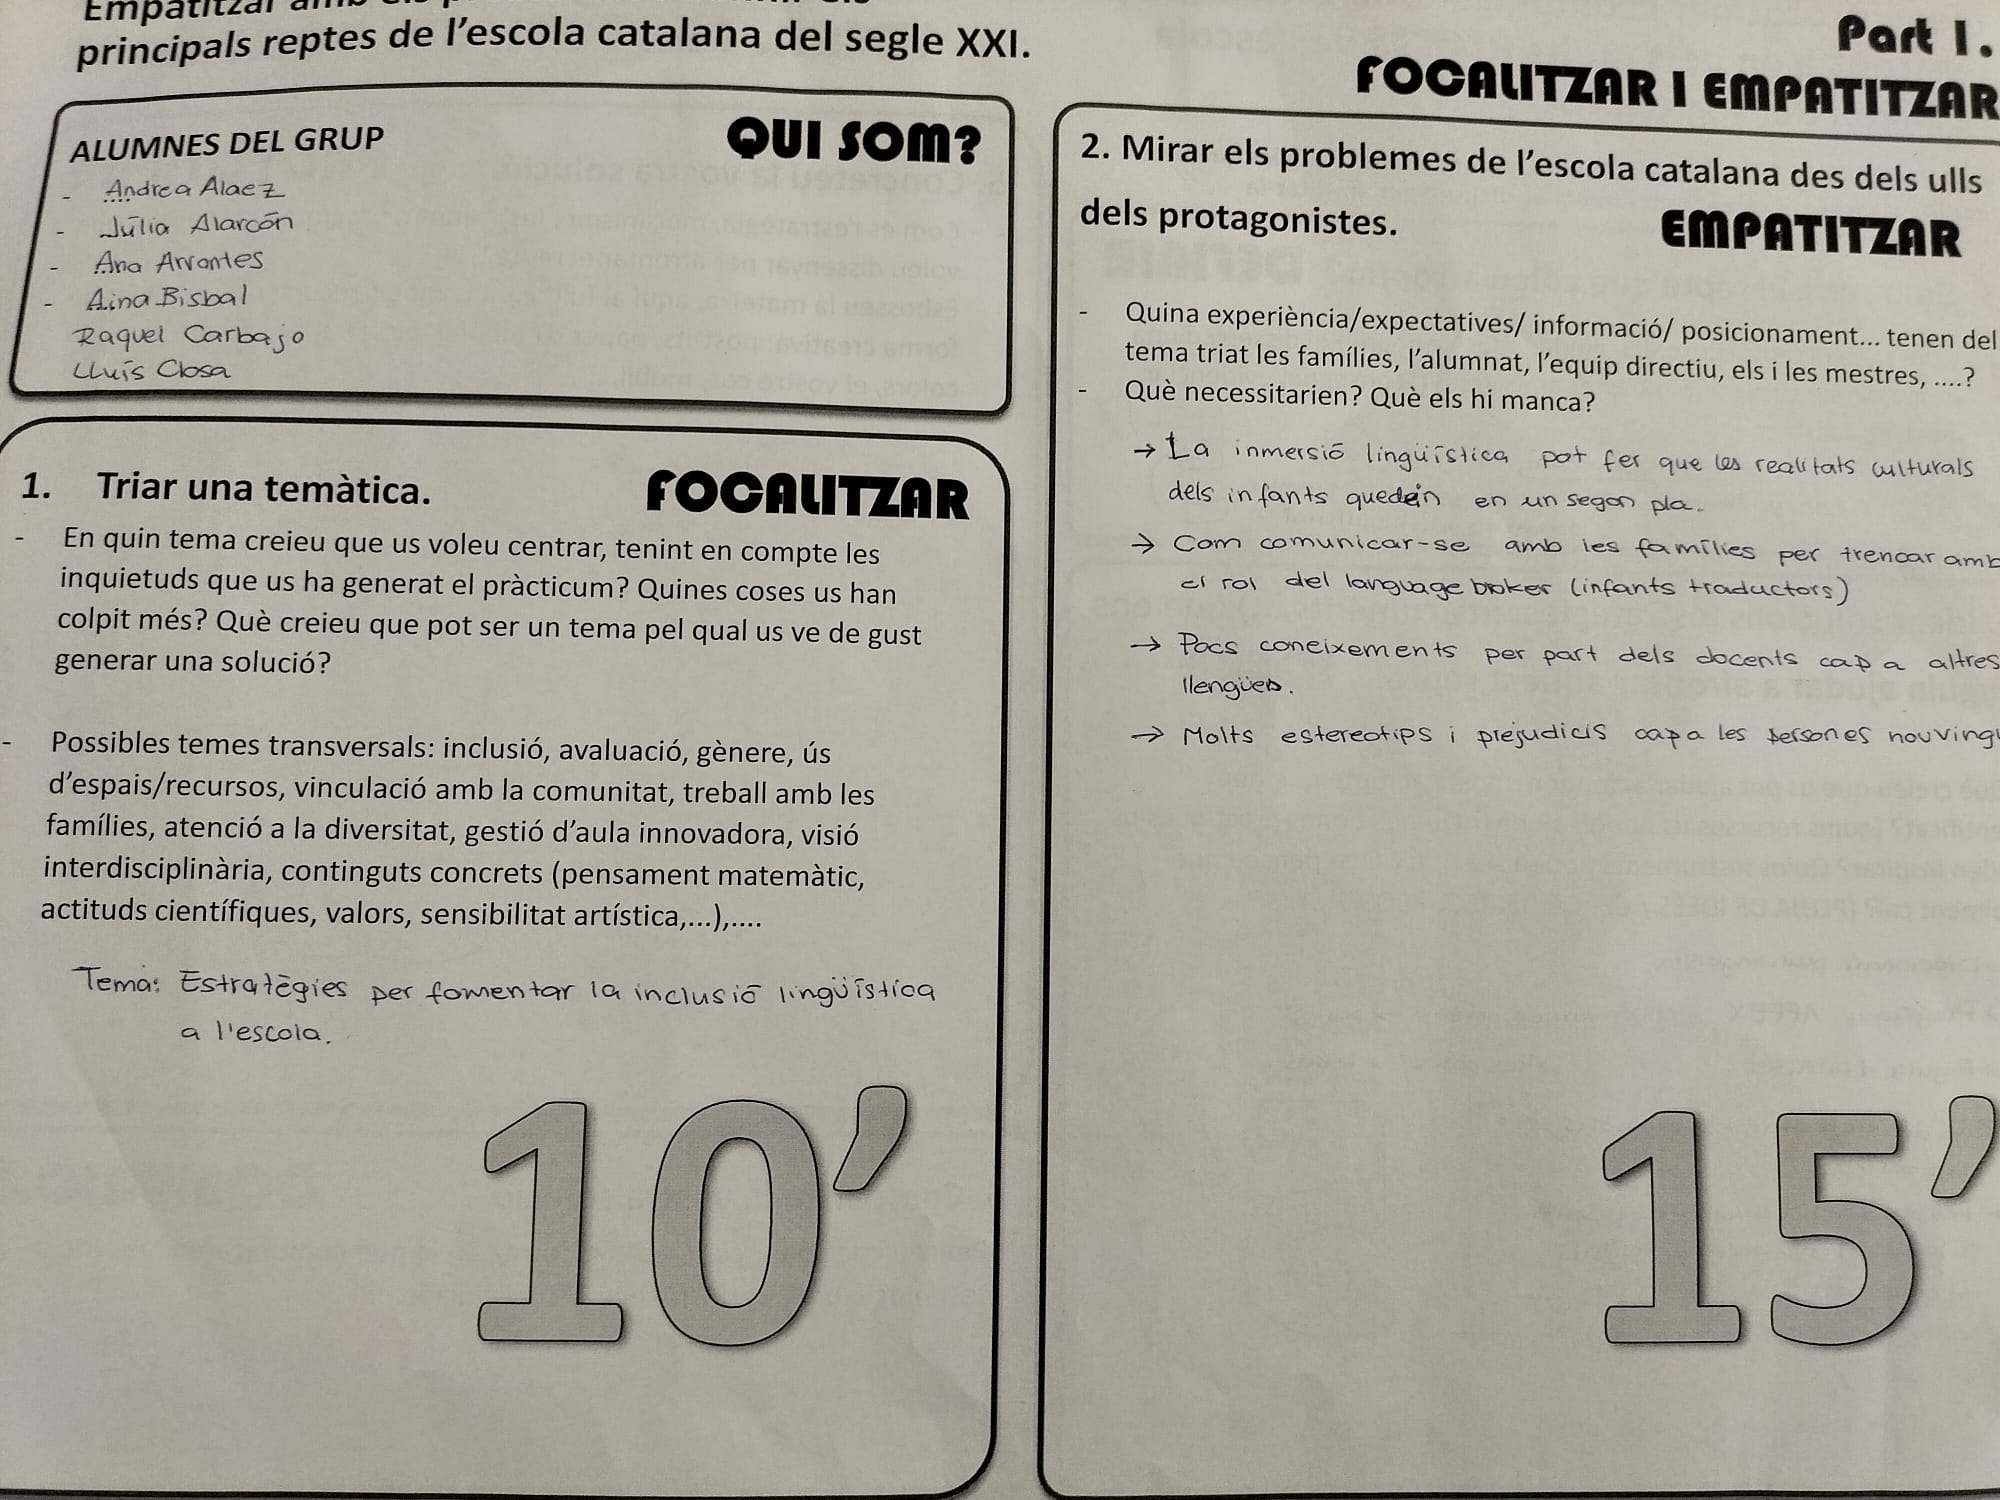 Empatitzar amb els
principals reptes de l'escola catalana del segle XXI.
Part I.
FOCALITZAR I EMPATITZAR
QUI SOM?
ALUMNES DEL GRUP
- Andrea Alaez
- Júlia Alarcón
- Ana Arrontes
- Aina Bisbal
Raquel Carbajo
Lluís Closa
1. Triar una temàtica.
FOCALITZAR
- En quin tema creieu que us voleu centrar, tenint en compte les
inquietuds que us ha generat el pràcticum? Quines coses us han
colpit més? Què creieu que pot ser un tema pel qual us ve de gust
generar una solució?
- Possibles temes transversals: inclusió, avaluació, gènere, ús
d'espais/recursos, vinculació amb la comunitat, treball amb les
famílies, atenció a la diversitat, gestió d'aula innovadora, visió
interdisciplinària, continguts concrets (pensament matemàtic,
actituds científiques, valors, sensibilitat artística,...),....
Tema: Estratègies per fomentar la inclusió lingüística
a l'escola.
10'
2. Mirar els problemes de l'escola catalana des dels ulls
dels protagonistes.
EMPATITZAR
- Quina experiència/expectatives/ informació/ posicionament... tenen del
tema triat les famílies, l'alumnat, l'equip directiu, els i les mestres, ....?
- Què necessitarien? Què els hi manca?
→ La inmersió lingüística pot fer que les realitats culturals
dels infants quedein en un segon pla.
→ Com comunicar-se amb les famílies per trencar amb
el rol del language broker (infants traductors)
→ Pocs coneixements per part dels docents cap a altres
llengües.
→ Molts estereotips i prejudicis cap a les persones nouving
15'